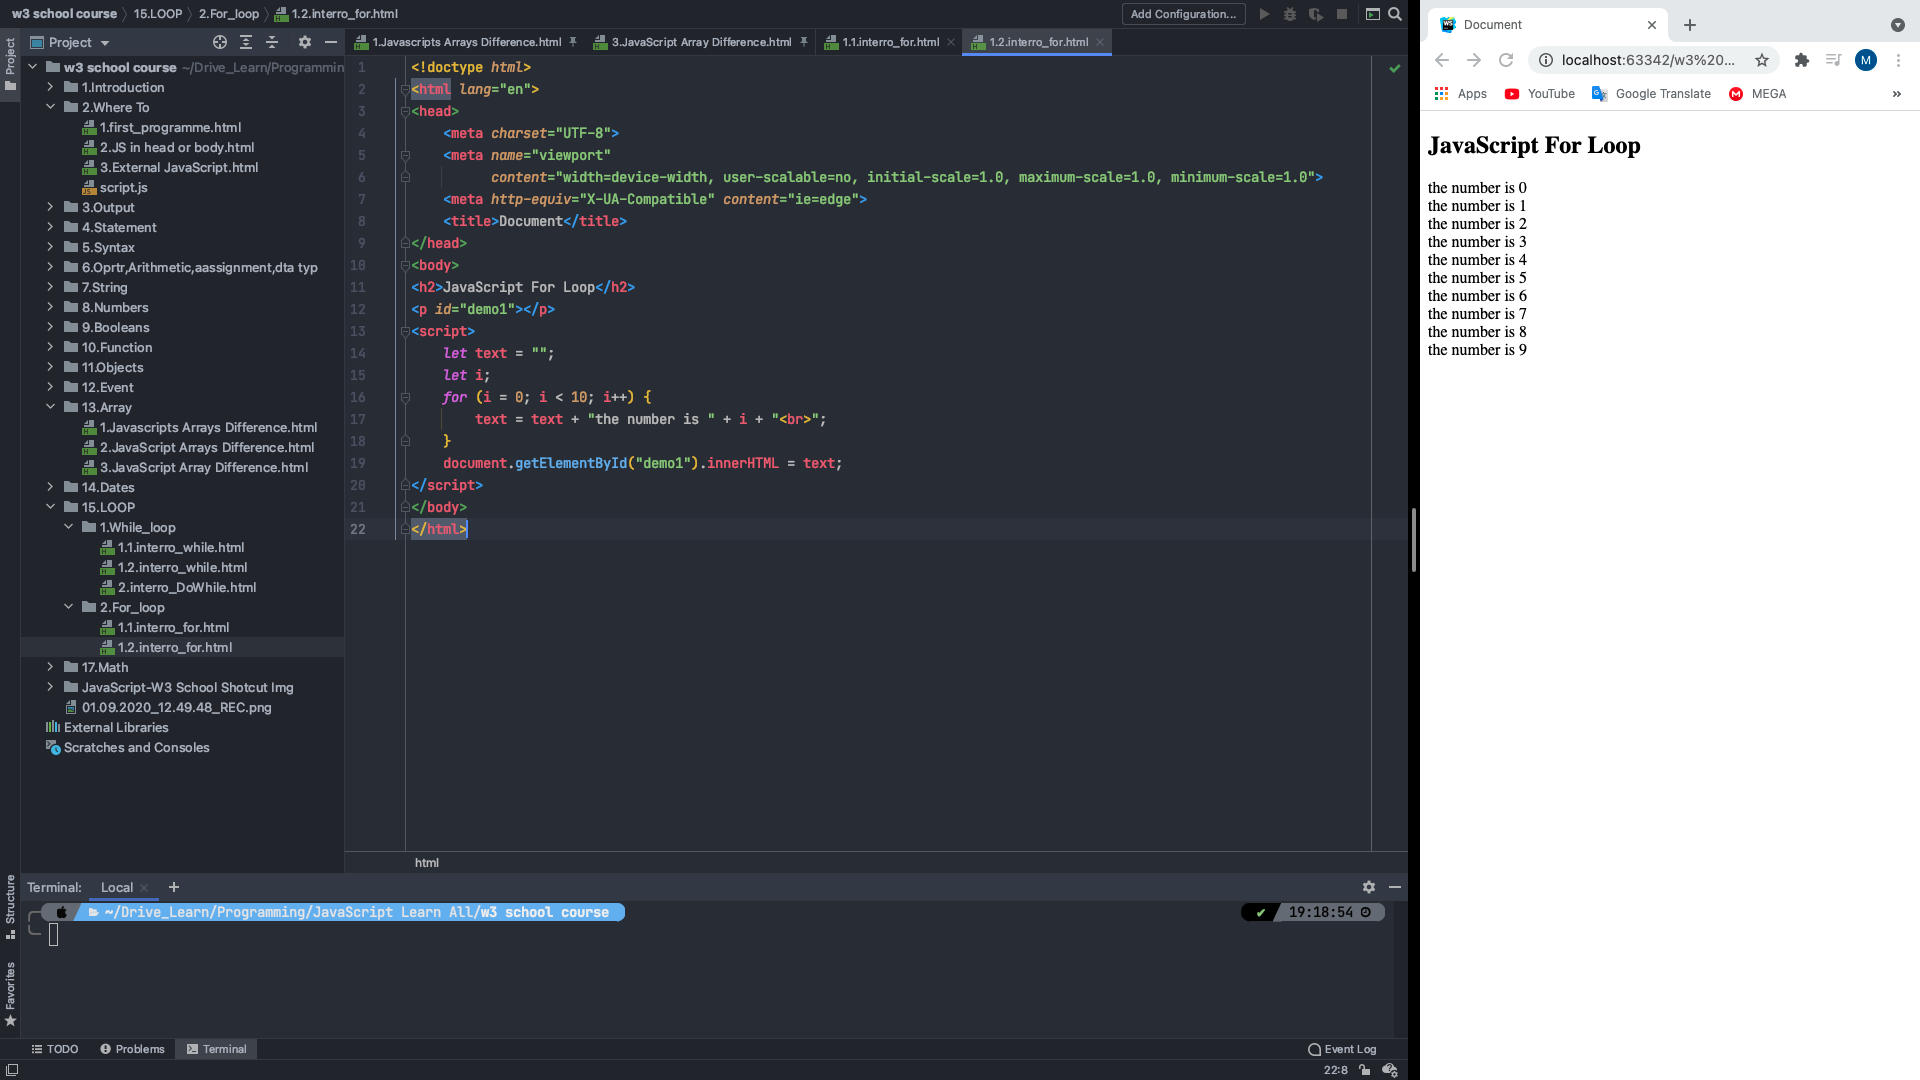 w3 school course 〉 15.LOOP 〉 2.For_loop 〉 1.2.interro_for.html
Add Configuration...
Project
1.Javascripts Arrays Difference.html
3.JavaScript Array Difference.html
1.1.interro_for.html
1.2.interro_for.html
Project
w3 school course ~/Drive_Learn/Programmin
1.Introduction
2.Where To
1.first_programme.html
2.JS in head or body.html
3.External JavaScript.html
script.js
3.Output
4.Statement
5.Syntax
6.Oprtr,Arithmetic,aassignment,dta typ
7.String
8.Numbers
9.Booleans
10.Function
11.Objects
12.Event
13.Array
1.Javascripts Arrays Difference.html
2.JavaScript Arrays Difference.html
3.JavaScript Array Difference.html
14.Dates
15.LOOP
1.While_loop
1.1.interro_while.html
1.2.interro_while.html
2.interro_DoWhile.html
2.For_loop
1.1.interro_for.html
1.2.interro_for.html
17.Math
JavaScript-W3 School Shotcut Img
01.09.2020_12.49.48_REC.png
External Libraries
Scratches and Consoles
1 <!doctype html>
2 <html lang="en">
3 <head>
4 <meta charset="UTF-8">
5 <meta name="viewport"
6 content="width=device-width, user-scalable=no, initial-scale=1.0, maximum-scale=1.0, minimum-scale=1.0">
7 <meta http-equiv="X-UA-Compatible" content="ie=edge">
8 <title>Document</title>
9 </head>
10 <body>
11 <h2>JavaScript For Loop</h2>
12 <p id="demo1"></p>
13 <script>
14 let text = "";
15 let i;
16 for (i = 0; i < 10; i++) {
17 text = text + "the number is " + i + "<br>";
18 }
19 document.getElementById("demo1").innerHTML = text;
20 </script>
21 </body>
22 </html>
html
Structure
Favorites
Terminal: Local
~/Drive_Learn/Programming/JavaScript Learn All/w3 school course
19:18:54
TODO
Problems
Terminal
Event Log
22:8
Document
localhost:63342/w3%20...
M
Apps
YouTube
Google Translate
MEGA
»
JavaScript For Loop
the number is 0
the number is 1
the number is 2
the number is 3
the number is 4
the number is 5
the number is 6
the number is 7
the number is 8
the number is 9